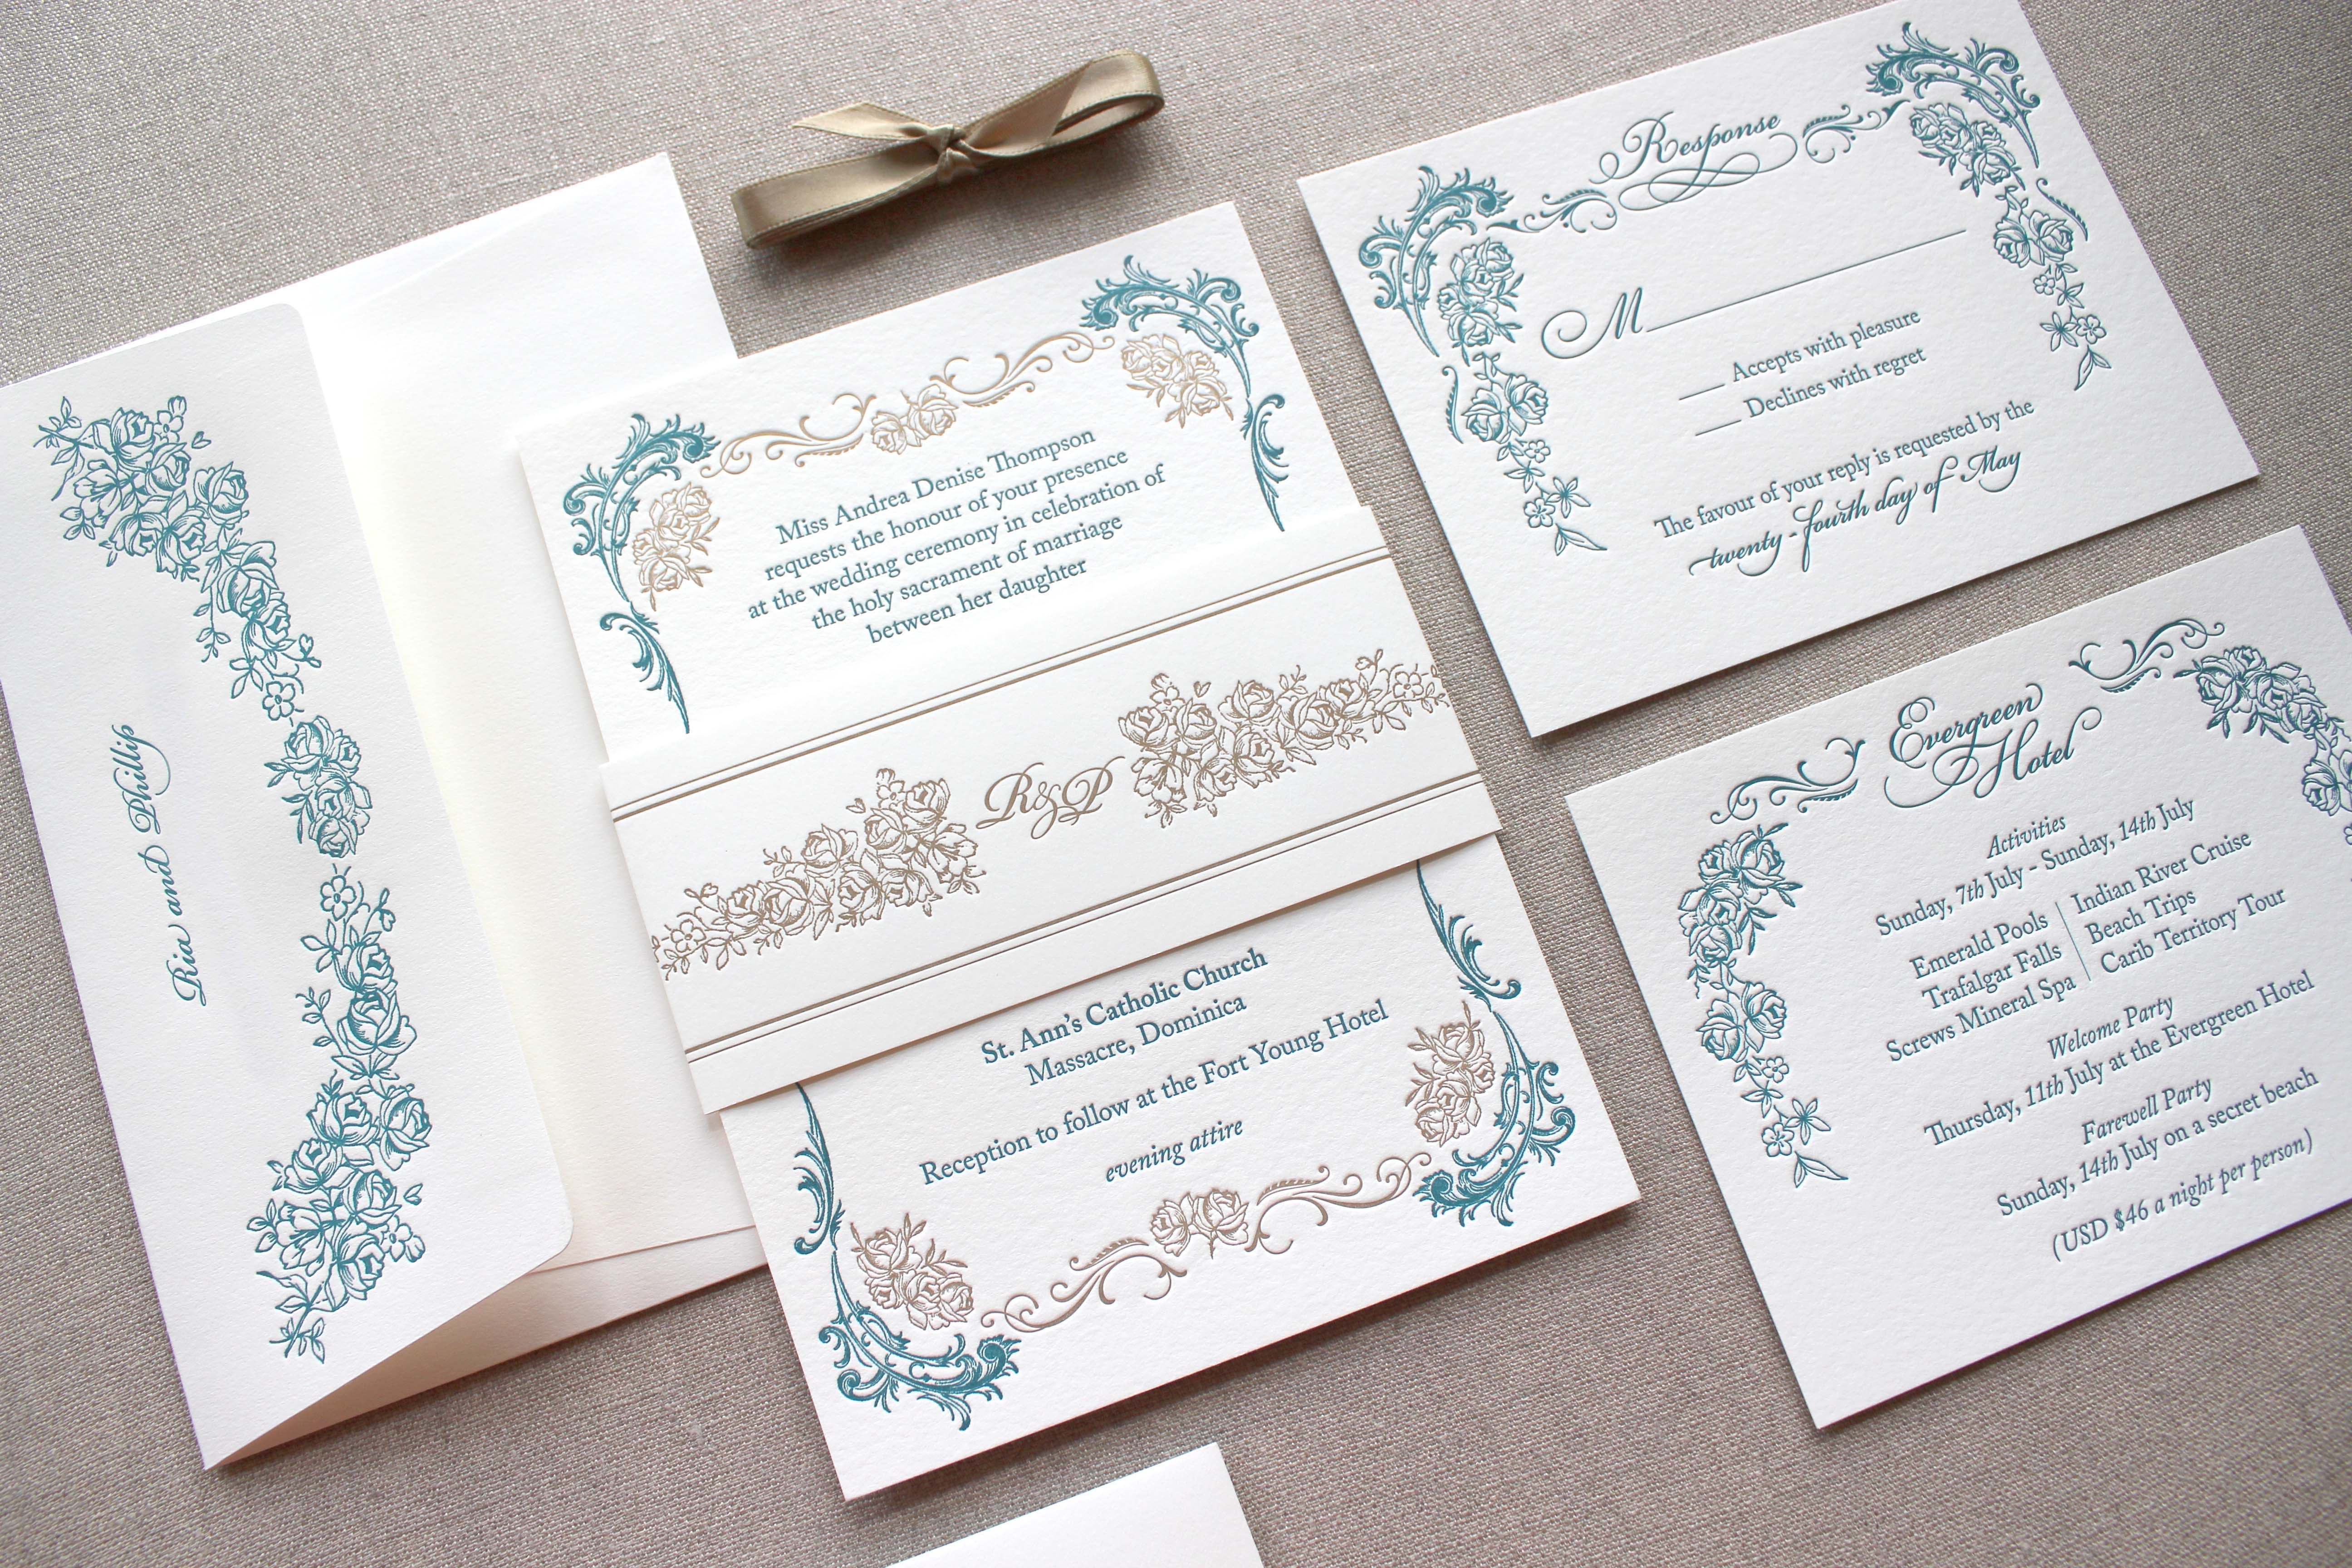 Ria and Phillip
Miss Andrea Denise Thompson
requests the honour of your presence
at the wedding ceremony in celebration of
the holy sacrament of marriage
between her daughter
R&P
St. Ann's Catholic Church
Massacre, Dominica
Reception to follow at the Fort Young Hotel
evening attire
Response
M
Accepts with pleasure
Declines with regret
The favour of your reply is requested by the
twenty-fourth day of May
Evergreen
Hotel
Activities
Sunday, 7th July - Sunday, 14th July
Emerald Pools | Indian River Cruise
Trafalgar Falls | Beach Trips
Screws Mineral Spa | Carib Territory Tour
Welcome Party
Thursday, 11th July at the Evergreen Hotel
Farewell Party
Sunday, 14th July on a secret beach
(USD $46 a night per person)